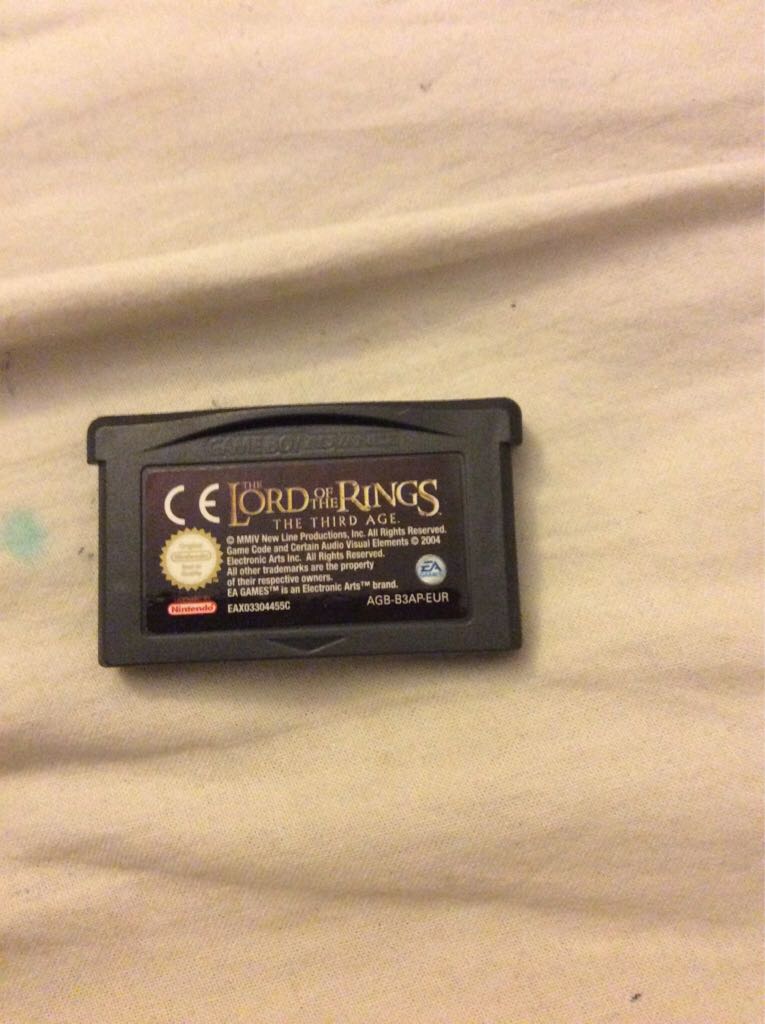 GAME BOY ADVANCE
CE
THE
LORD OF THE RINGS
THE THIRD AGE
© MMIV New Line Productions, Inc. All Rights Reserved.
Game Code and Certain Audio Visual Elements © 2004
Electronic Arts Inc. All Rights Reserved.
All other trademarks are the property
of their respective owners.
EA GAMES™ is an Electronic Arts™ brand.
Nintendo
EA
GAMES
Nintendo
EAX03304455C
AGB-B3AP-EUR